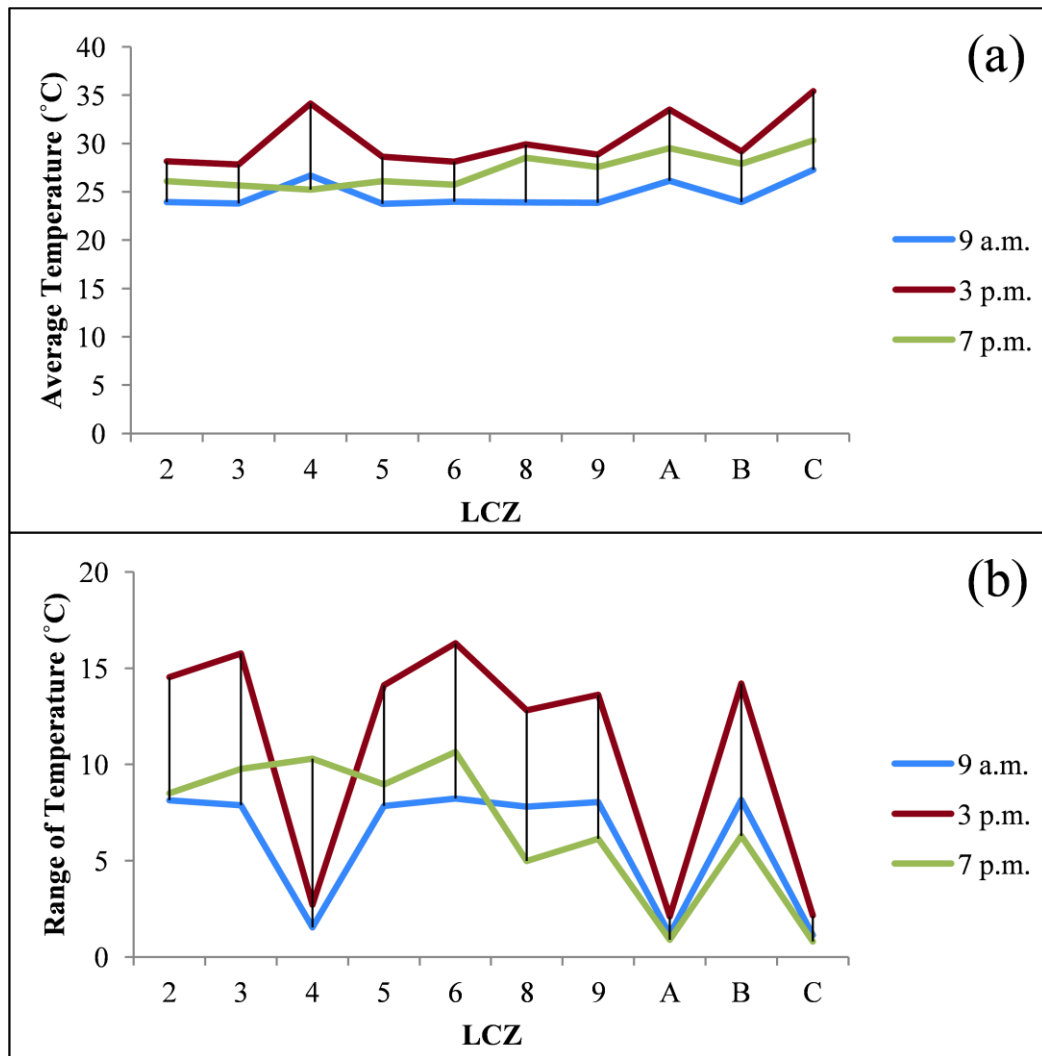 (a)
Average Temperature (˚C)
40
35
30
25
20
15
10
5
0
2 3 4 5 6 8 9 A B C
LCZ
9 a.m.
3 p.m.
7 p.m.
(b)
Range of Temperature (˚C)
20
15
10
5
0
2 3 4 5 6 8 9 A B C
LCZ
9 a.m.
3 p.m.
7 p.m.